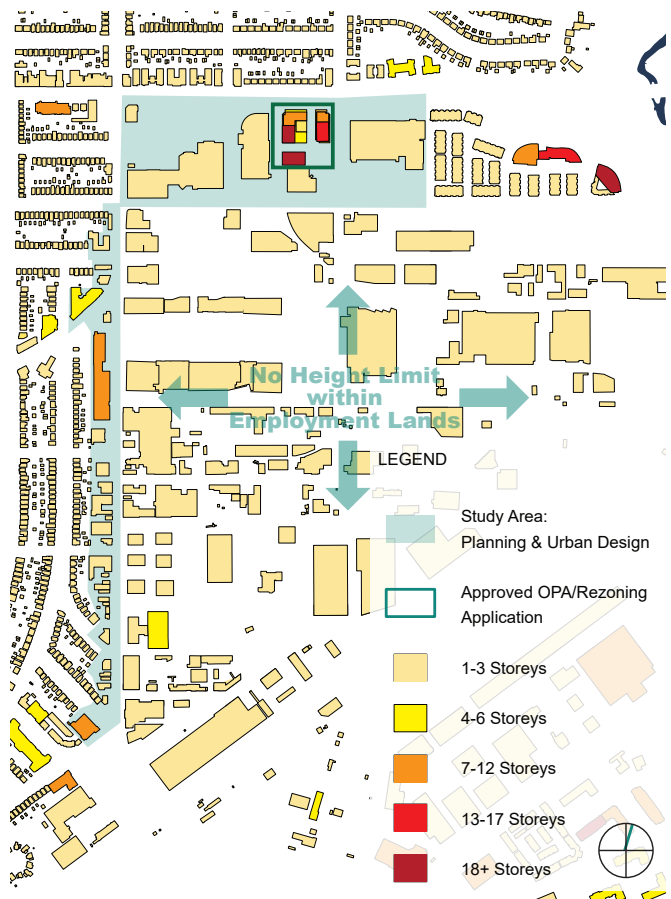 No Height Limit
within
Employment Lands
LEGEND
Study Area:
Planning & Urban Design
Approved OPA/Rezoning
Application
1-3 Storeys
4-6 Storeys
7-12 Storeys
13-17 Storeys
18+ Storeys